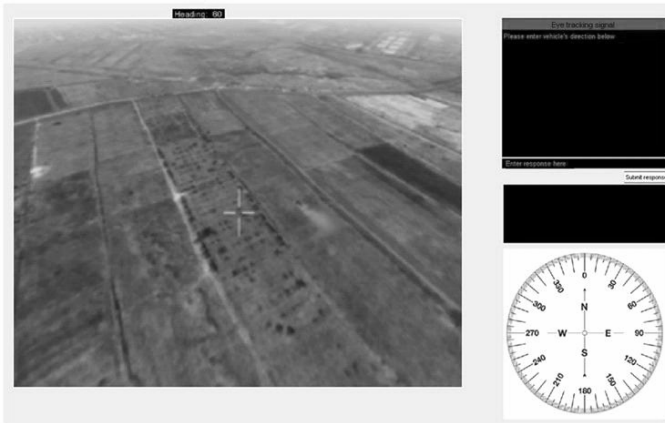 Heading: 60
Eye tracking signal
Please enter vehicle's direction below
Enter response here:
Submit response
0
30
60
90
120
150
180
210
240
270
300
330
N
W
E
S